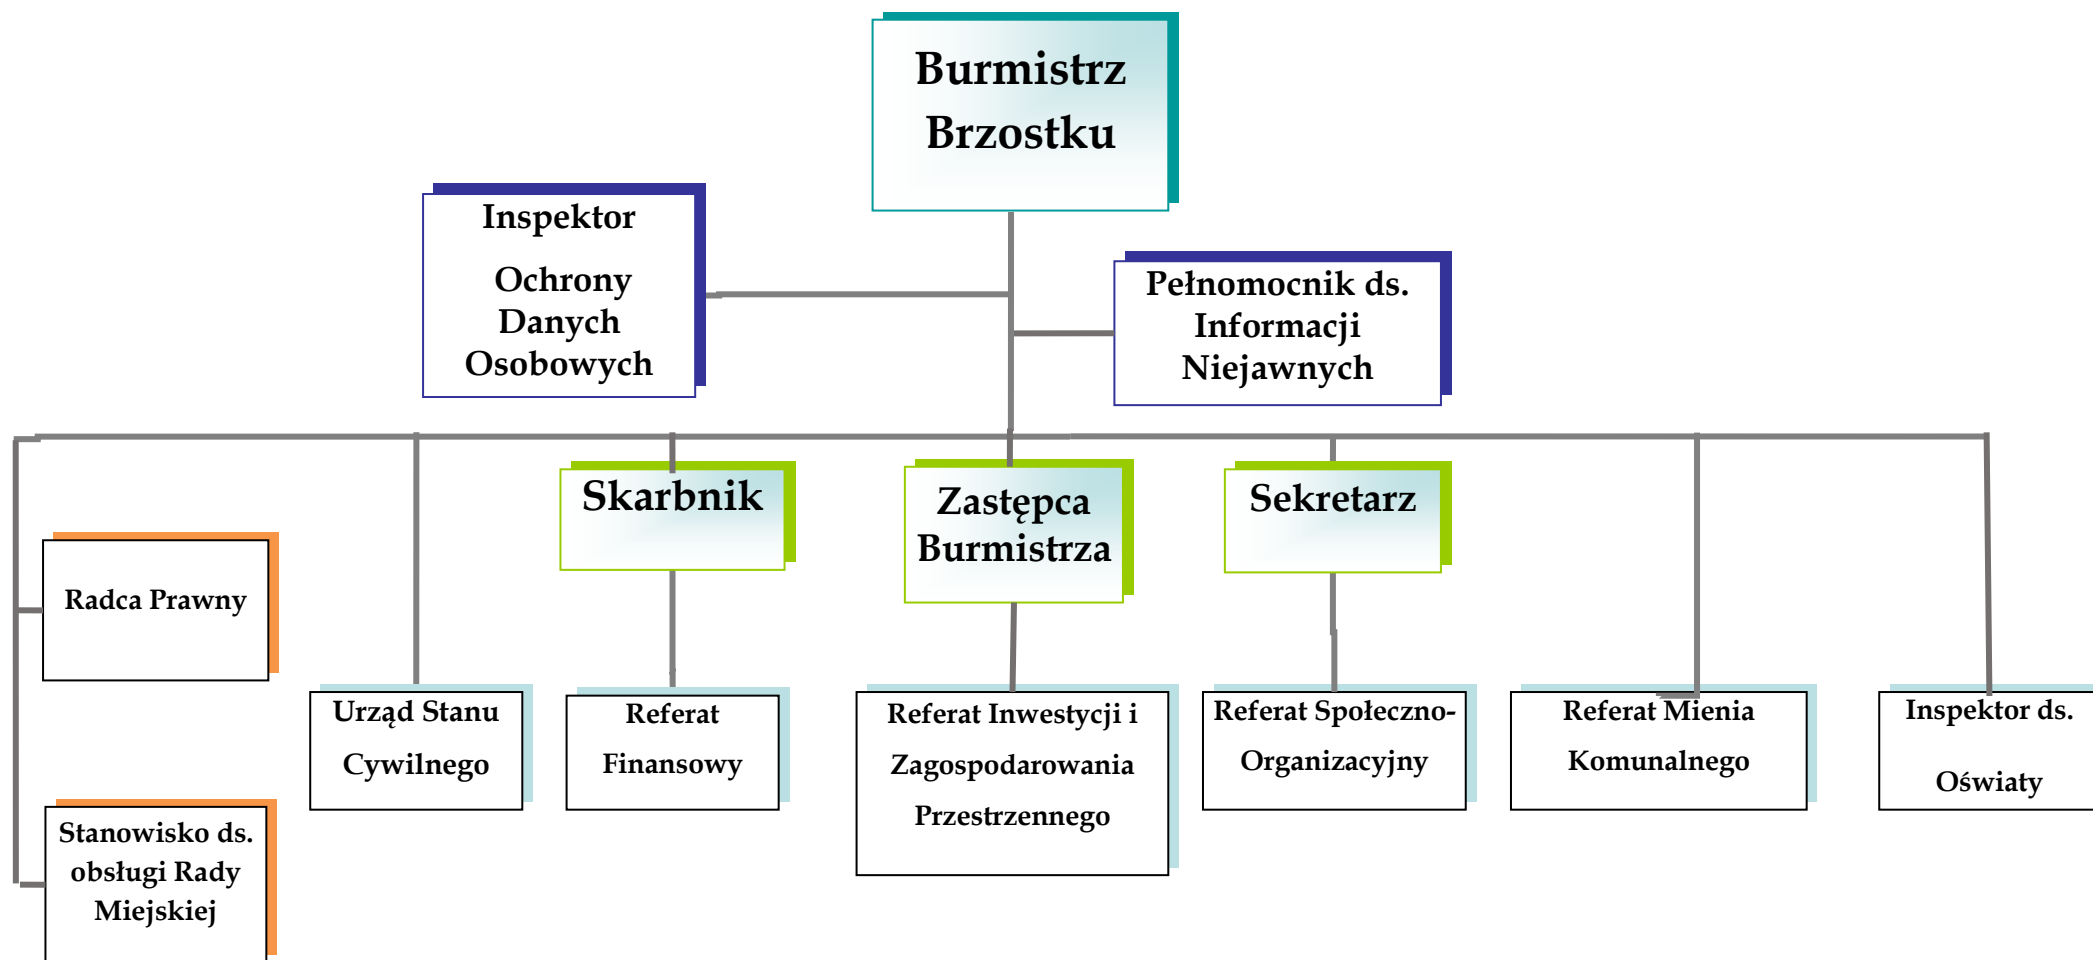 Burmistrz
Brzostku
Inspektor
Ochrony
Danych
Osobowych
Pełnomocnik ds.
Informacji
Niejawnych
Skarbnik
Zastępca
Burmistrza
Sekretarz
Radca Prawny
Urząd Stanu
Cywilnego
Referat
Finansowy
Referat Inwestycji i
Zagospodarowania
Przestrzennego
Referat Społeczno-
Organizacyjny
Referat Mienia
Komunalnego
Inspektor ds.
Oświaty
Stanowisko ds.
obsługi Rady
Miejskiej